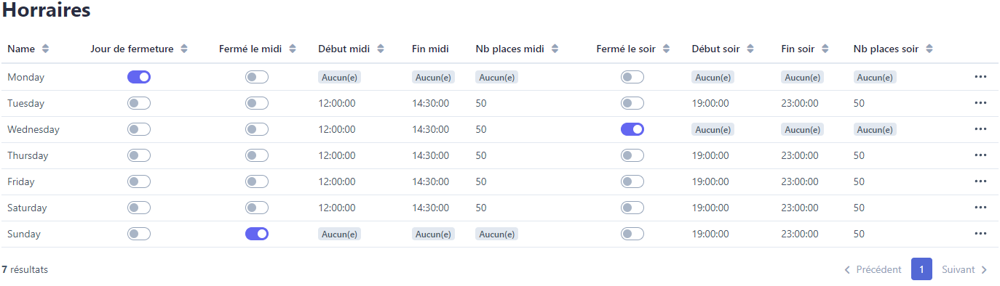 Horraires
Name Jour de fermeture Fermé le midi Début midi Fin midi Nb places midi Fermé le soir Début soir Fin soir Nb places soir
Monday Aucun(e) Aucun(e) Aucun(e) Aucun(e) Aucun(e) Aucun(e)
Tuesday 12:00:00 14:30:00 50 19:00:00 23:00:00 50
Wednesday 12:00:00 14:30:00 50 Aucun(e) Aucun(e) Aucun(e)
Thursday 12:00:00 14:30:00 50 19:00:00 23:00:00 50
Friday 12:00:00 14:30:00 50 19:00:00 23:00:00 50
Saturday 12:00:00 14:30:00 50 19:00:00 23:00:00 50
Sunday Aucun(e) Aucun(e) Aucun(e) 19:00:00 23:00:00 50
7 résultats Précédent 1 Suivant